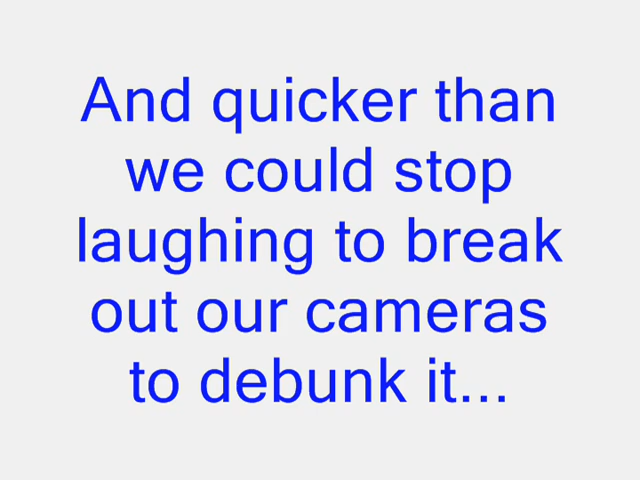 And quicker than
we could stop
laughing to break
out our cameras
to debunk it...